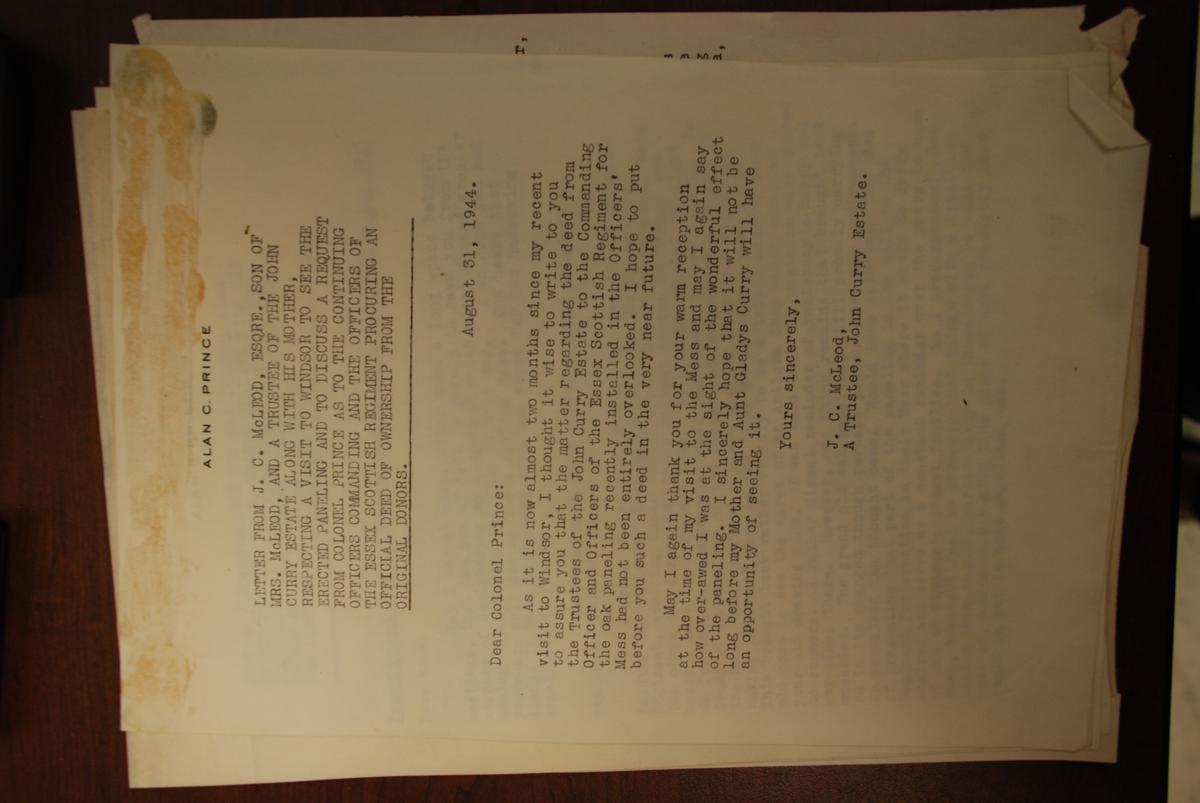 ALAN C. PRINCE
LETTER FROM J. C. McLEOD, ESQRE., SON OF
MRS. McLEOD, AND A TRUSTEE OF THE JOHN
CURRY ESTATE ALONG WITH HIS MOTHER,
RESPECTING A VISIT TO WINDSOR TO SEE THE
ERECTED PANELING AND TO DISCUSS A REQUEST
FROM COLONEL PRINCE AS TO THE CONTINUING
OFFICERS COMMANDING AND THE OFFICERS OF
THE ESSEX SCOTTISH REGIMENT PROCURING AN
OFFICIAL DEED OF OWNERSHIP FROM THE
ORIGINAL DONORS.
August 31, 1944.
Dear Colonel Prince:
As it is now almost two months since my recent
visit to Windsor, I thought it wise to write to you
to assure you that the matter regarding the deed from
the Trustees of the John Curry Estate to the Commanding
Officer and Officers of the Essex Scottish Regiment for
the oak paneling recently installed in the Officers'
Mess had not been entirely overlooked. I hope to put
before you such a deed in the very near future.
May I again thank you for your warm reception
at the time of my visit to the Mess and may I again say
how over-awed I was at the sight of the wonderful effect
of the paneling. I sincerely hope that it will not be
long before my Mother and Aunt Gladys Curry will have
an opportunity of seeing it.
Yours sincerely,
J. C. McLeod,
A Trustee, John Curry Estate.